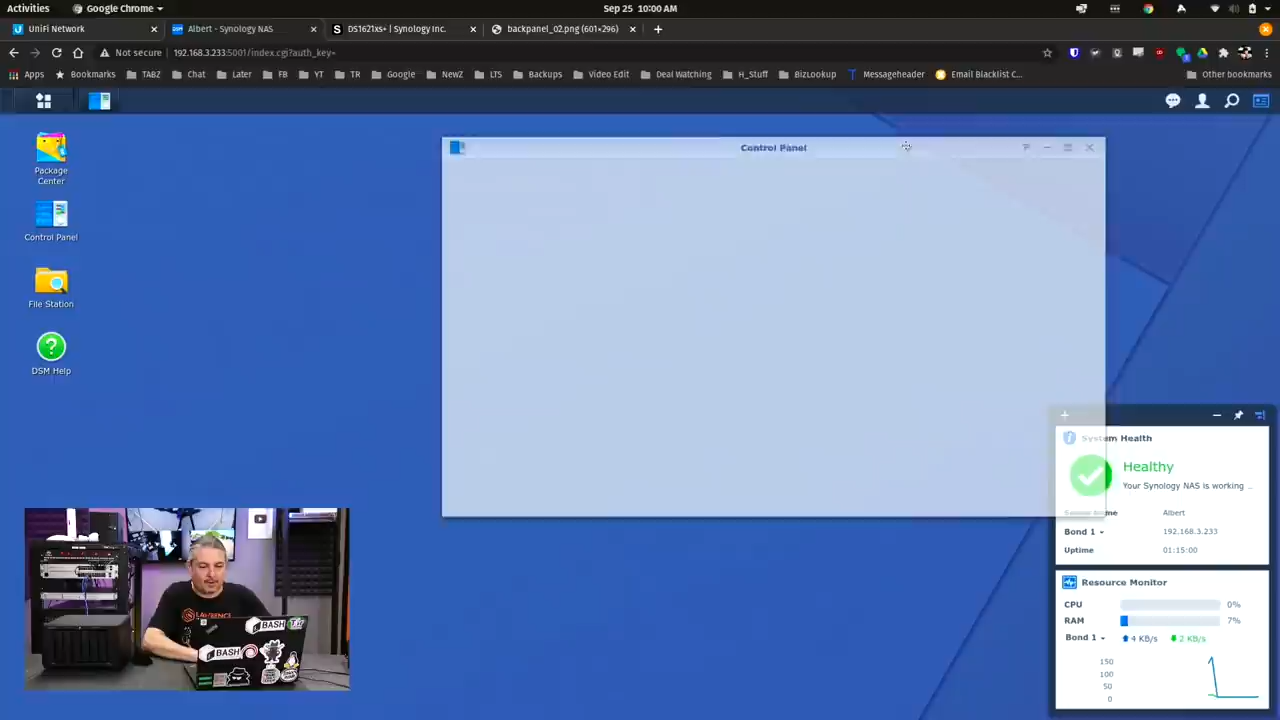 Activities
Google Chrome
Sep 25 10:00 AM
UniFi Network
Albert - Synology NAS
DS1621xs+ | Synology Inc.
backpanel_02.png (601×296)
Not secure
192.168.3.233:5001/index.cgi?auth_key=
Apps
Bookmarks
TABZ
Chat
Later
FB
YT
TR
Google
NewZ
LTS
Backups
Video Edit
Deal Watching
H_Stuff
BizLookup
Messageheader
Email Blacklist C...
Other bookmarks
Package
Center
Control Panel
File Station
DSM Help
Control Panel
System Health
Healthy
Your Synology NAS is working ...
Albert
Bond 1
192.168.3.233
Uptime
01:15:00
Resource Monitor
CPU
0%
RAM
7%
Bond 1
4 KB/s
2 KB/s
150
100
50
0
LAWRENCE
BASH
BASH